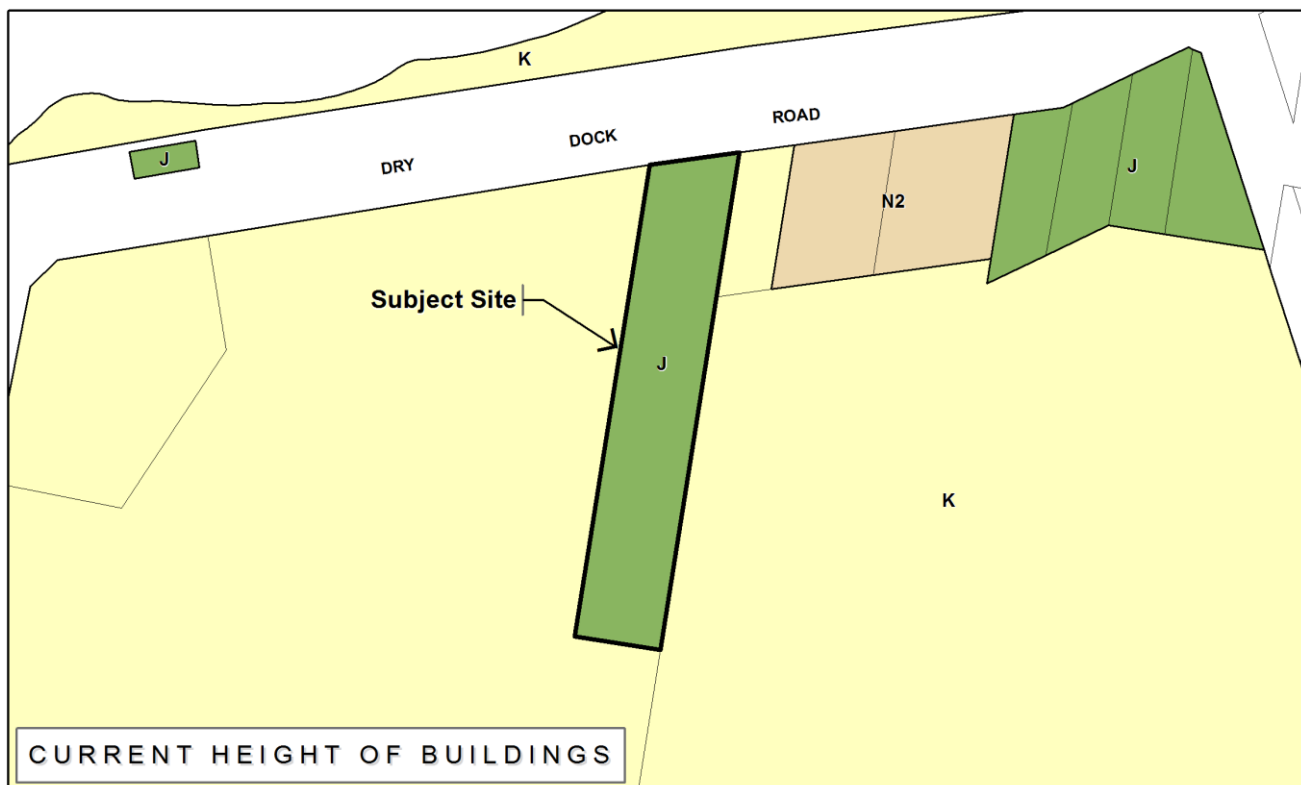 K
ROAD
DOCK
DRY
J
J
N2
Subject Site
J
K
CURRENT HEIGHT OF BUILDINGS